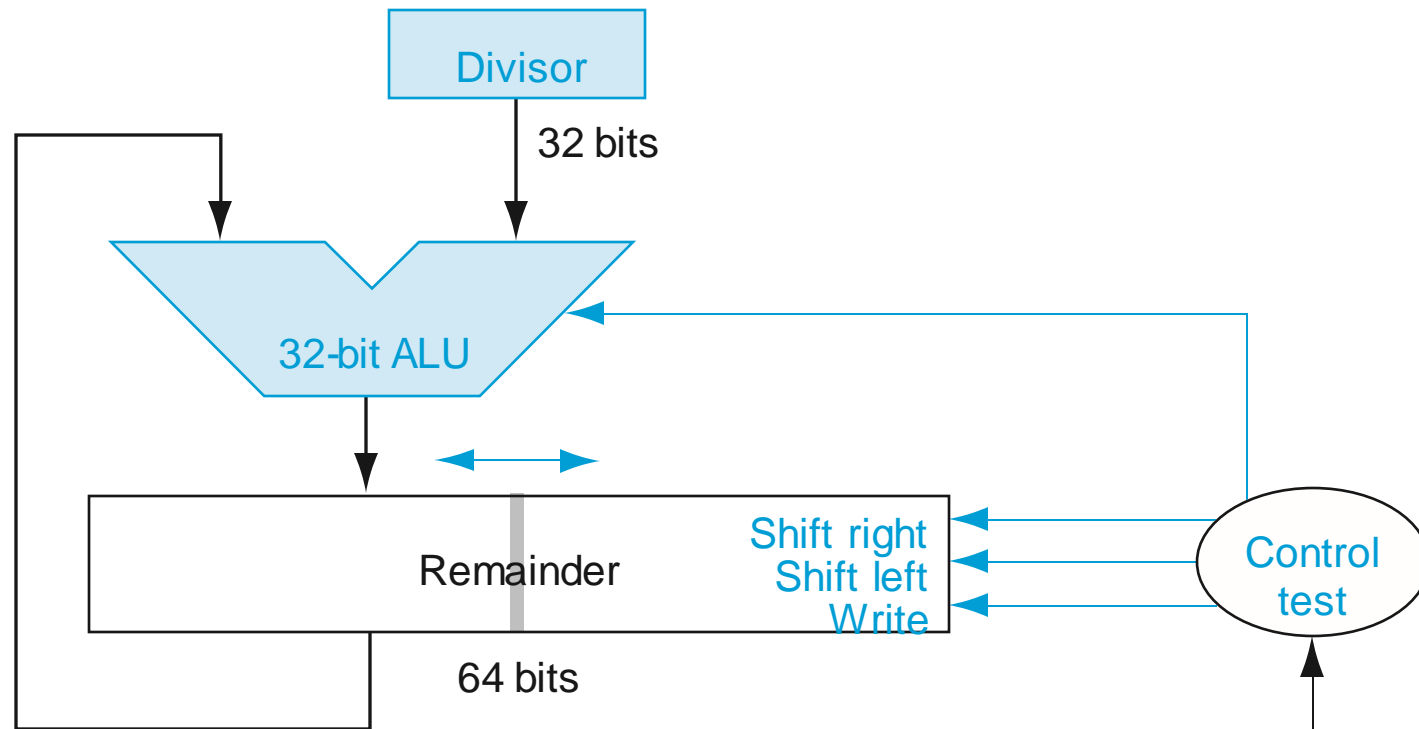 Divisor
32 bits
32-bit ALU
Remainder
Shift right
Shift left
Write
Control
test
64 bits